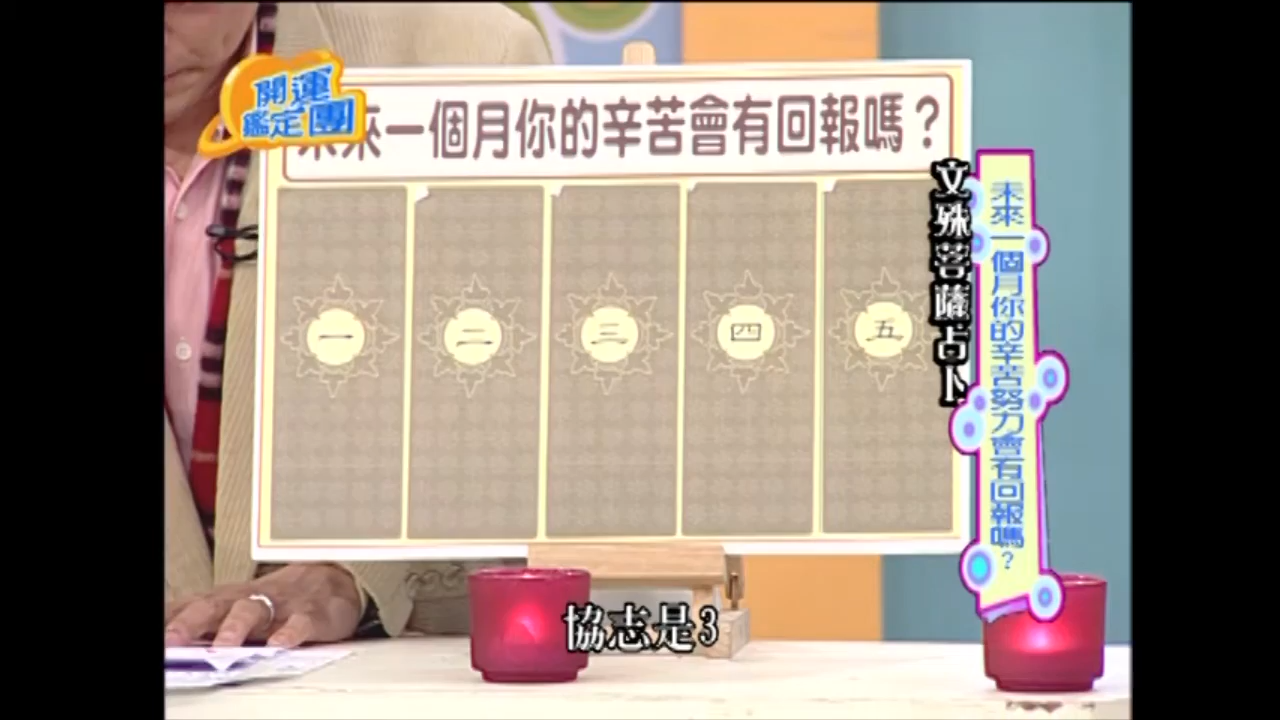 開運
鑑定團
未來一個月你的辛苦會有回報嗎？
一
二
三
四
五
文殊菩薩占卜
未來一個月你的辛苦努力會有回報嗎？
協志是3